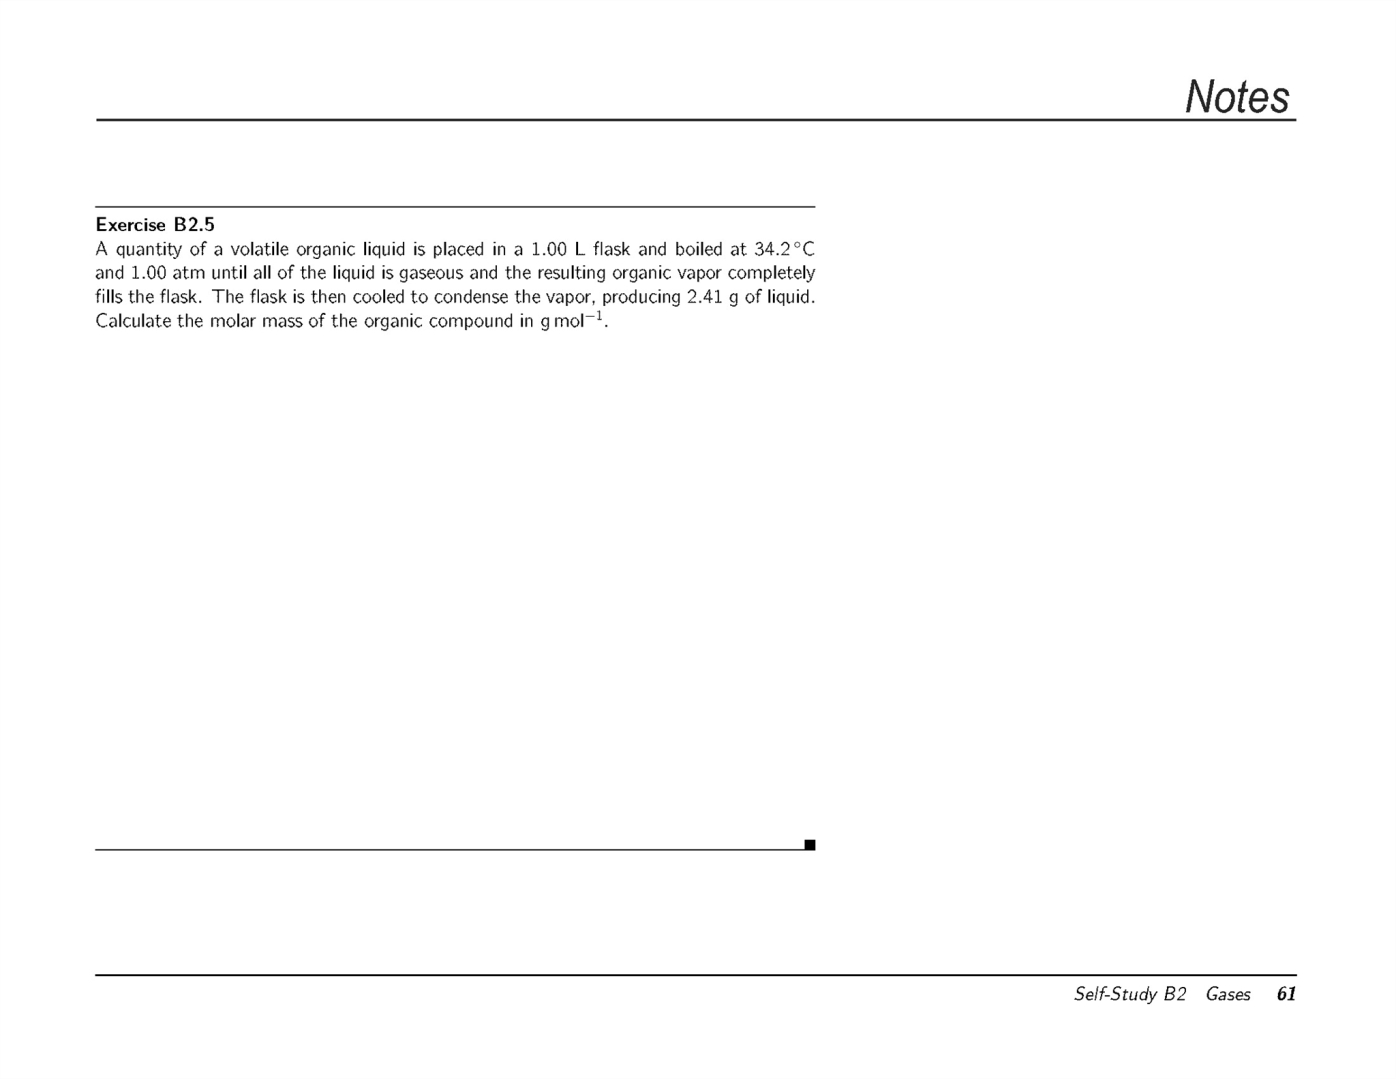 Notes
Exercise B2.5
A quantity of a volatile organic liquid is placed in a 1.00 L flask and boiled at 34.2 °C
and 1.00 atm until all of the liquid is gaseous and the resulting organic vapor completely
fills the flask. The flask is then cooled to condense the vapor, producing 2.41 g of liquid.
Calculate the molar mass of the organic compound in g mol⁻¹.
Self-Study B2 Gases 61